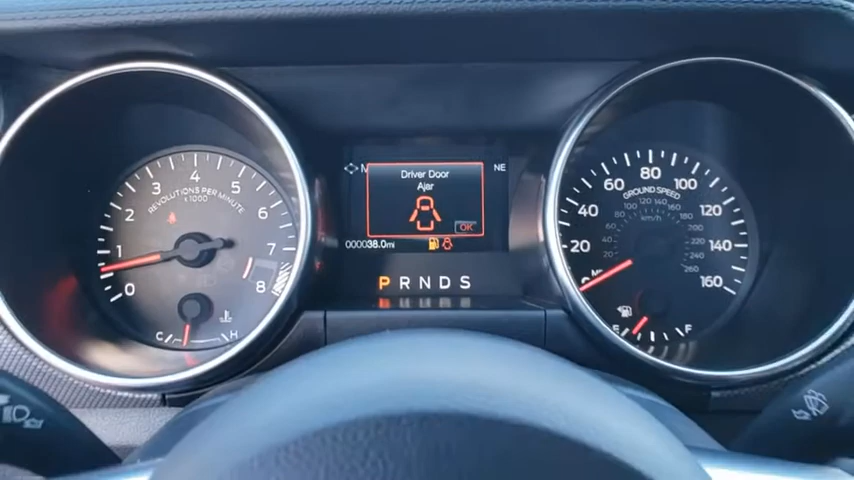 0 1 2 3 4 5 6 7 8
REVOLUTIONS PER MINUTE
(x1000)
C H
M NE
Driver Door
Ajar
OK
000038.0mi
P R N D S
20 40 60 80 100 120 140 160
GROUND SPEED
km/h
E F